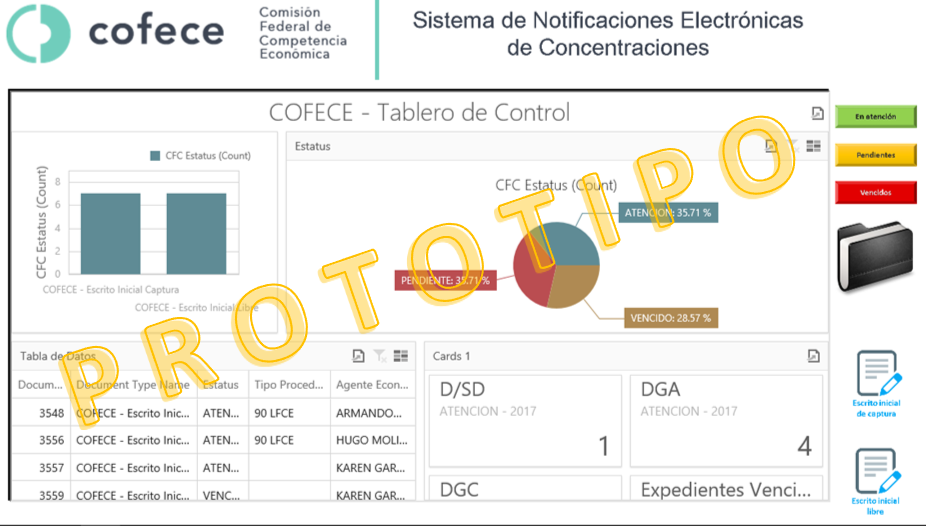 cofece
Comisión
Federal de
Competencia
Económica
Sistema de Notificaciones Electrónicas
de Concentraciones
COFECE - Tablero de Control
En atención
Pendientes
Vencidos
CFC Estatus (Count)
CFC Estatus (Count)
8
6
4
2
0
COFECE - Escrito Inicial Captura
COFECE - Escrito Inicial Libre
Estatus
CFC Estatus (Count)
ATENCION: 35.71 %
PENDIENTE: 35.71 %
VENCIDO: 28.57 %
PROTOTIPO
Tabla de Datos
Docum... Document Type Name Estatus Tipo Proced... Agente Econ...
3548 COFECE - Escrito Inic... ATEN... 90 LFCE ARMANDO...
3556 COFECE - Escrito Inic... ATEN... 90 LFCE HUGO MOLI...
3557 COFECE - Escrito Inic... ATEN... KAREN GAR...
3559 COFECE - Escrito Inic... VENC... KAREN GAR...
Cards 1
D/SD
ATENCION - 2017
1
DGA
ATENCION - 2017
4
DGC
Expedientes Venci...
Escrito inicial
de captura
Escrito inicial
libre